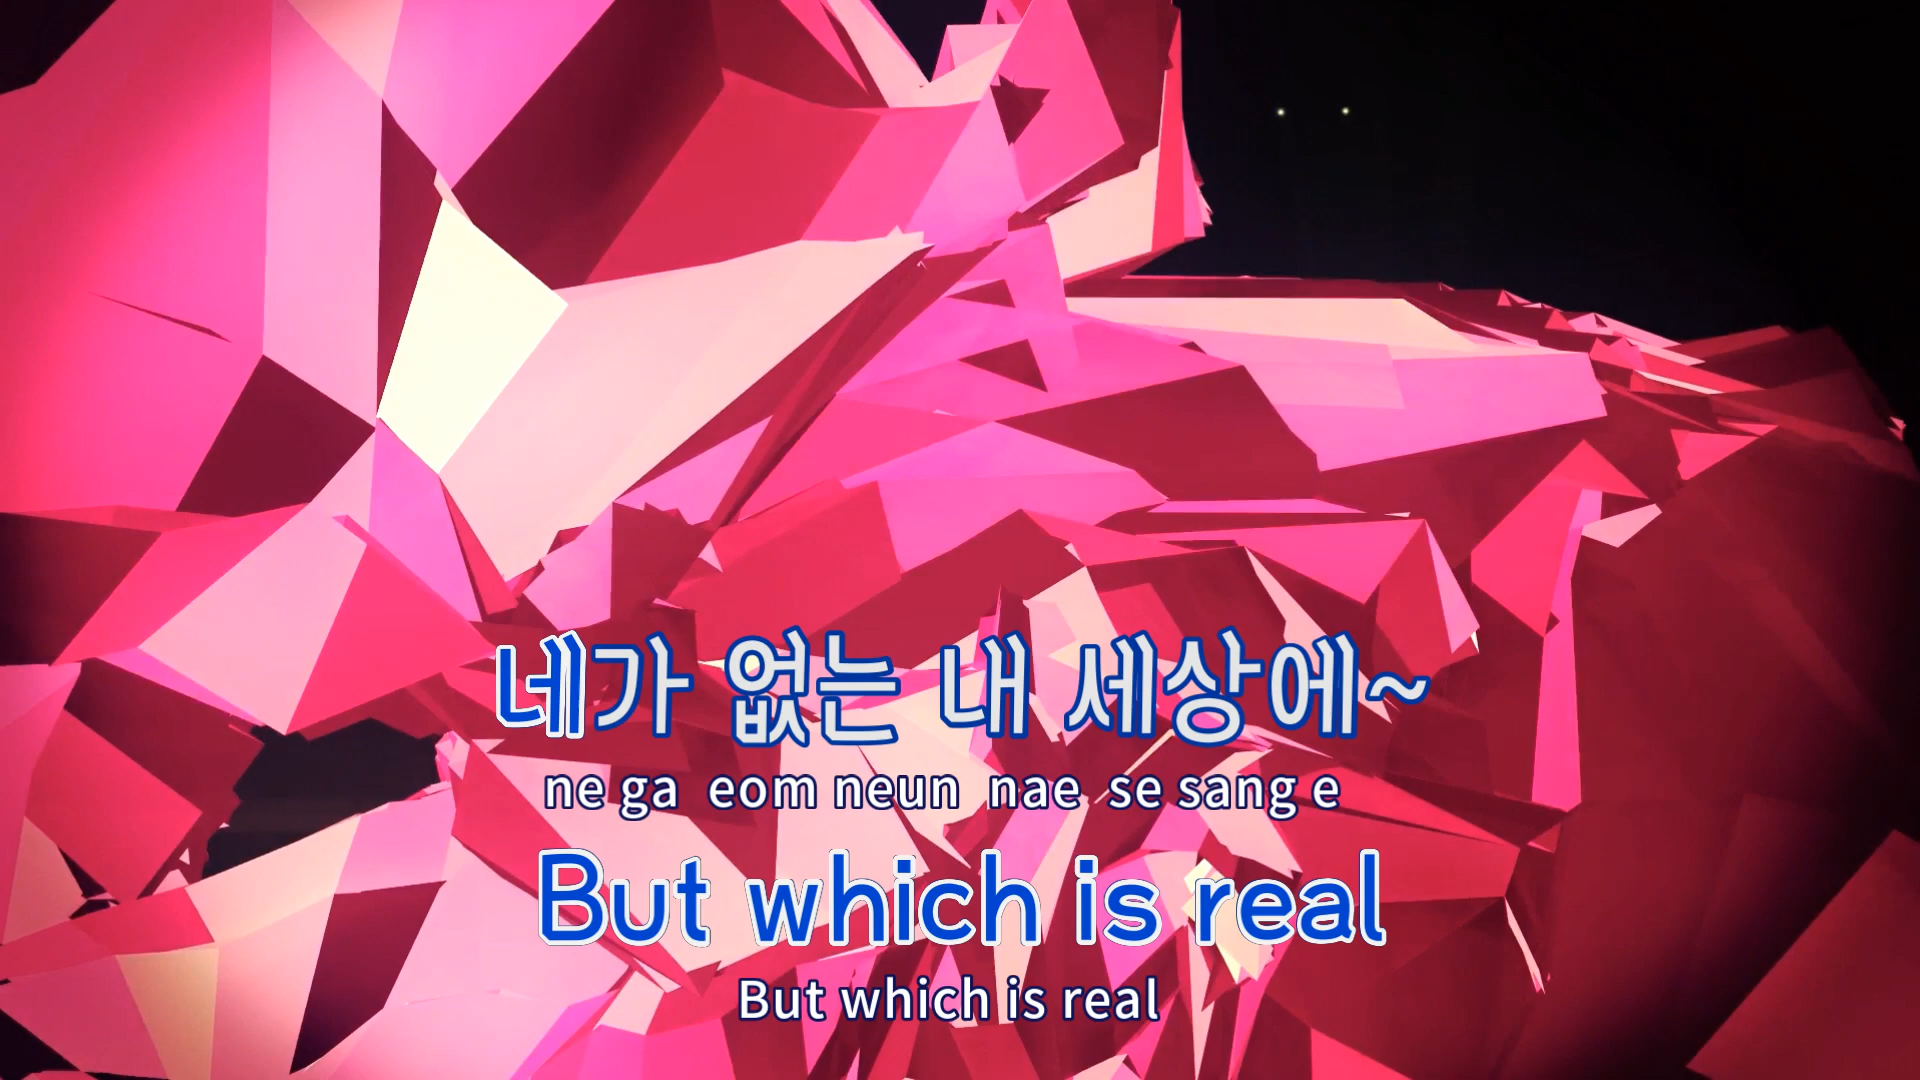 네가 없는 내 세상에~
ne ga eom neun nae se sang e
But which is real
But which is real